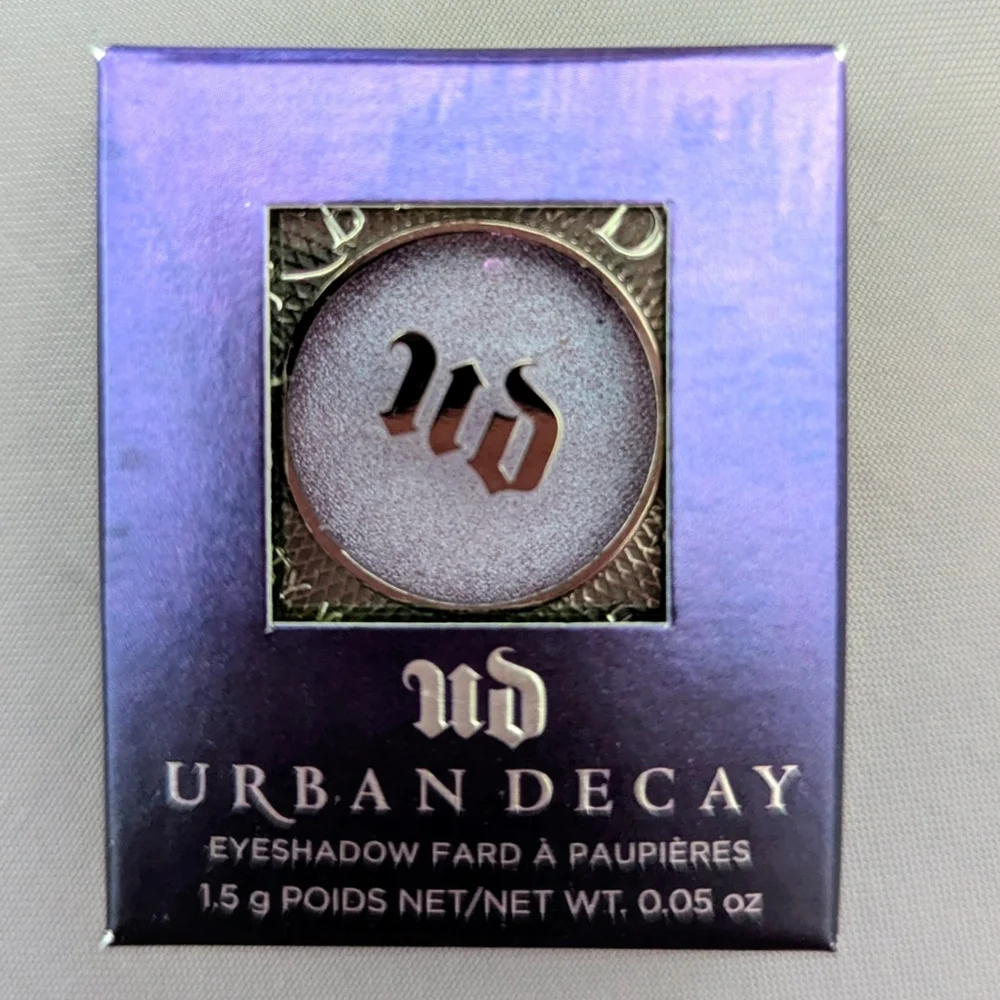 UD
UD
URBAN DECAY
EYESHADOW FARD À PAUPIÈRES
1.5 g POIDS NET/NET WT. 0.05 oz